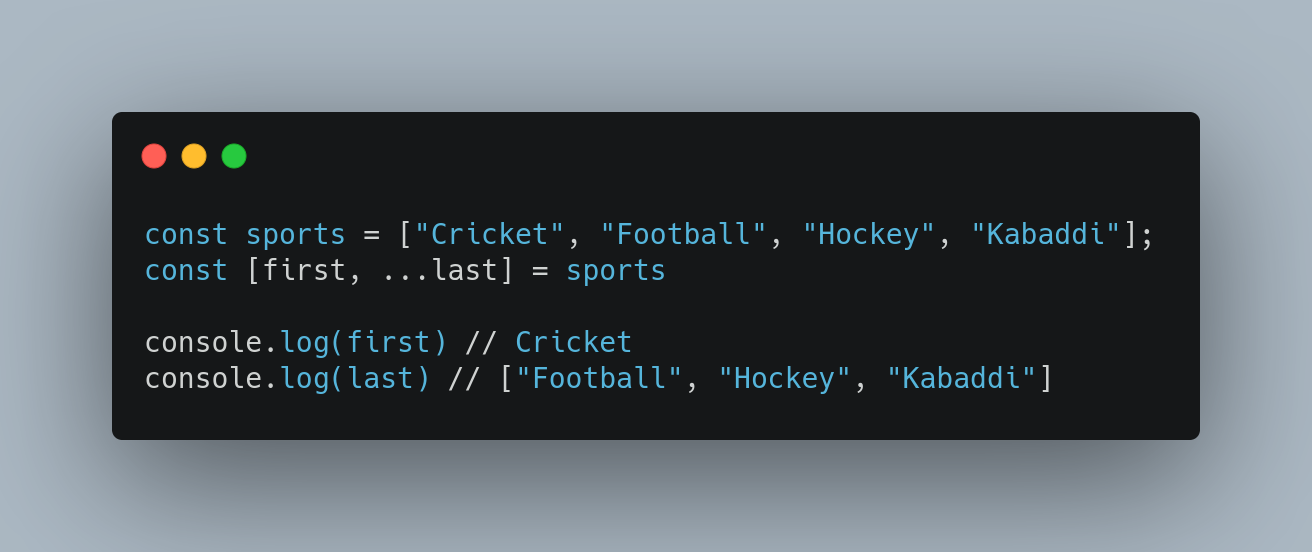 const sports = ["Cricket", "Football", "Hockey", "Kabaddi"];
const [first, ...last] = sports
console.log(first) // Cricket
console.log(last) // ["Football", "Hockey", "Kabaddi"]